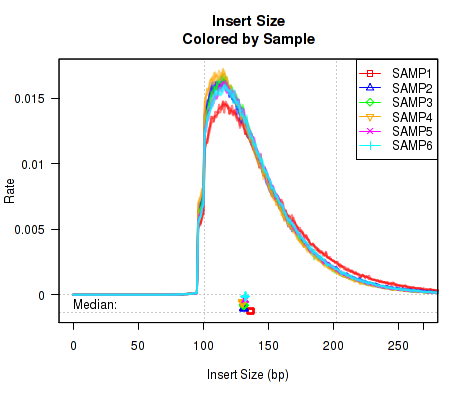 Insert Size
Colored by Sample
SAMP1
SAMP2
SAMP3
SAMP4
SAMP5
SAMP6
0.015
0.01
0.005
0
Rate
Median:
0 50 100 150 200 250
Insert Size (bp)